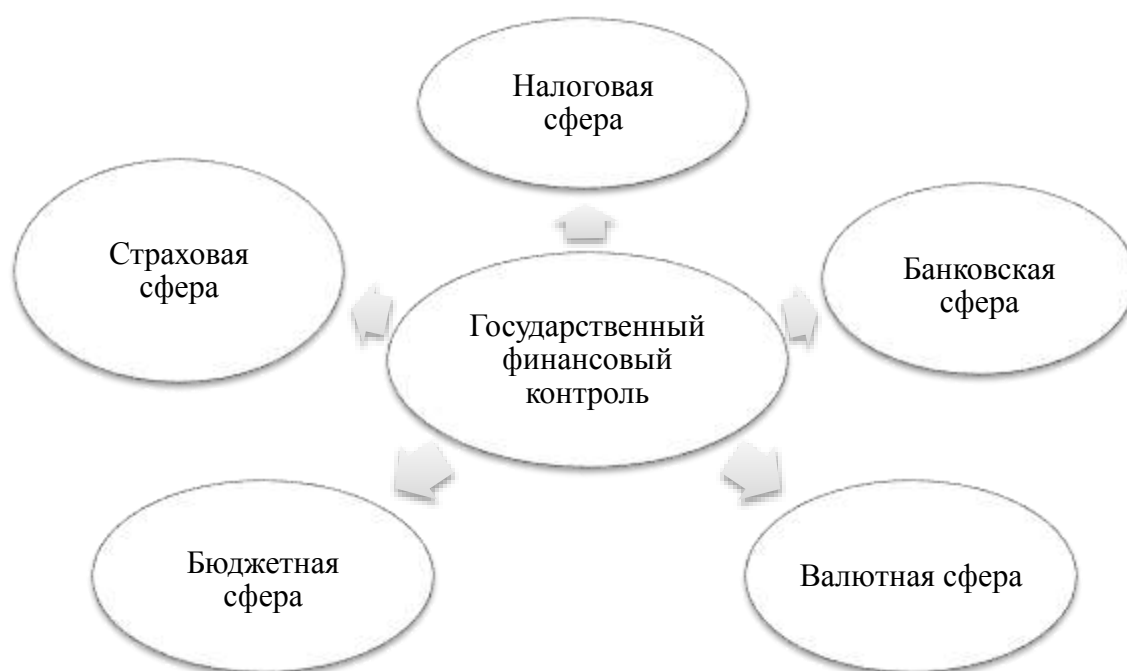 Налоговая
сфера
Страховая
сфера
Банковская
сфера
Государственный
финансовый
контроль
Бюджетная
сфера
Валютная сфера